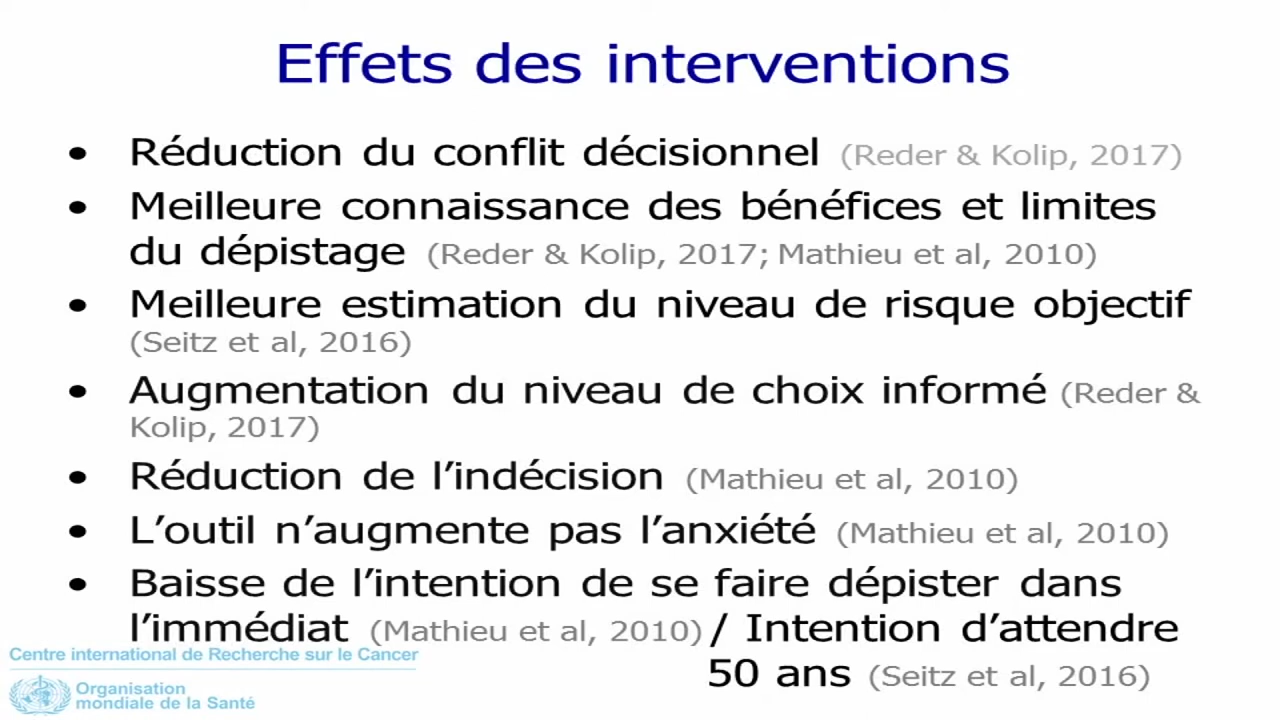 Effets des interventions
• Réduction du conflit décisionnel (Reder & Kolip, 2017)
• Meilleure connaissance des bénéfices et limites
du dépistage (Reder & Kolip, 2017; Mathieu et al, 2010)
• Meilleure estimation du niveau de risque objectif
(Seitz et al, 2016)
• Augmentation du niveau de choix informé (Reder &
Kolip, 2017)
• Réduction de l’indécision (Mathieu et al, 2010)
• L’outil n’augmente pas l’anxiété (Mathieu et al, 2010)
• Baisse de l’intention de se faire dépister dans
l’immédiat (Mathieu et al, 2010) / Intention d’attendre
50 ans (Seitz et al, 2016)
Centre international de Recherche sur le Cancer
Organisation
mondiale de la Santé